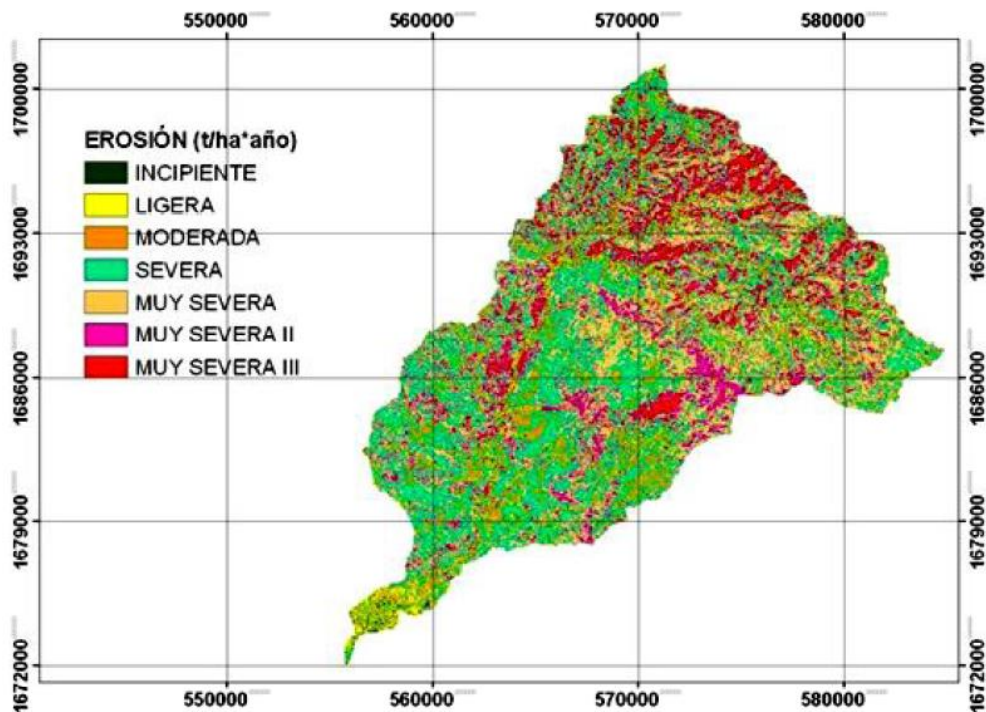 550000 560000 570000 580000
1700000 1700000
EROSIÓN (t/ha*año)
INCIPIENTE
LIGERA
1693000 1693000
MODERADA
SEVERA
MUY SEVERA
MUY SEVERA II
MUY SEVERA III
1686000 1686000
1679000 1679000
1672000 1672000
550000 560000 570000 580000